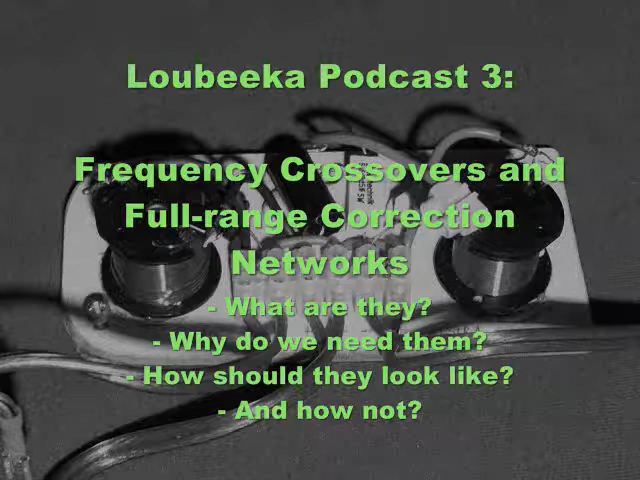 Loubeeka Podcast 3:
Frequency Crossovers and
Full-range Correction
Networks
- What are they?
- Why do we need them?
- How should they look like?
- And how not?